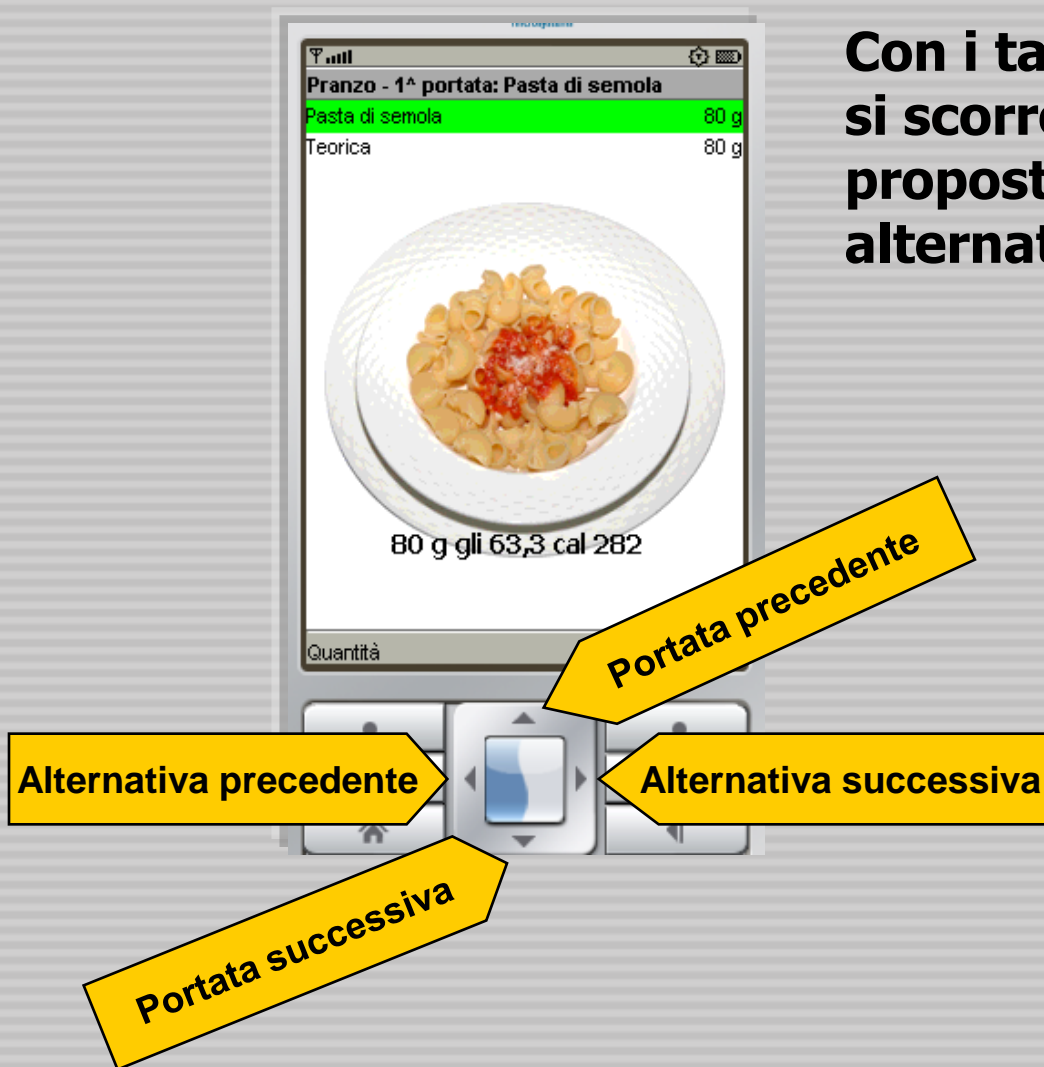 Pranzo - 1^ portata: Pasta di semola
Pasta di semola 80 g
Teorica 80 g
80 g gli 63,3 cal 282
Quantità
Portata precedente
Alternativa precedente
Alternativa successiva
Portata successiva
Con i ta
si scorr
propost
alternat